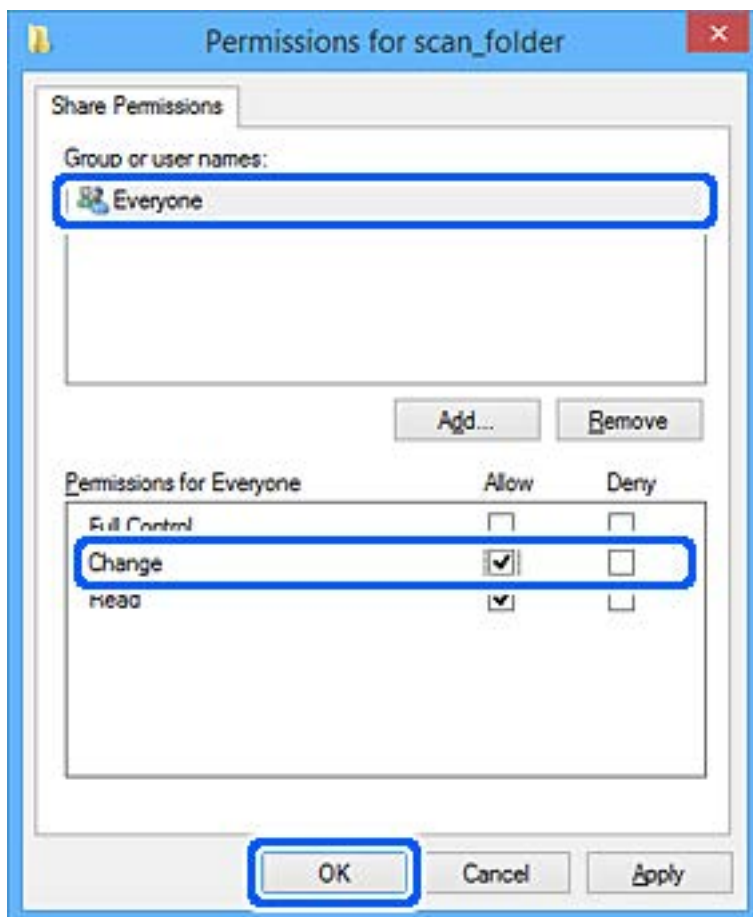 Permissions for scan_folder
Share Permissions
Group or user names:
Everyone
Add... Remove
Permissions for Everyone Allow Deny
Full Control
Change
Read
OK Cancel Apply